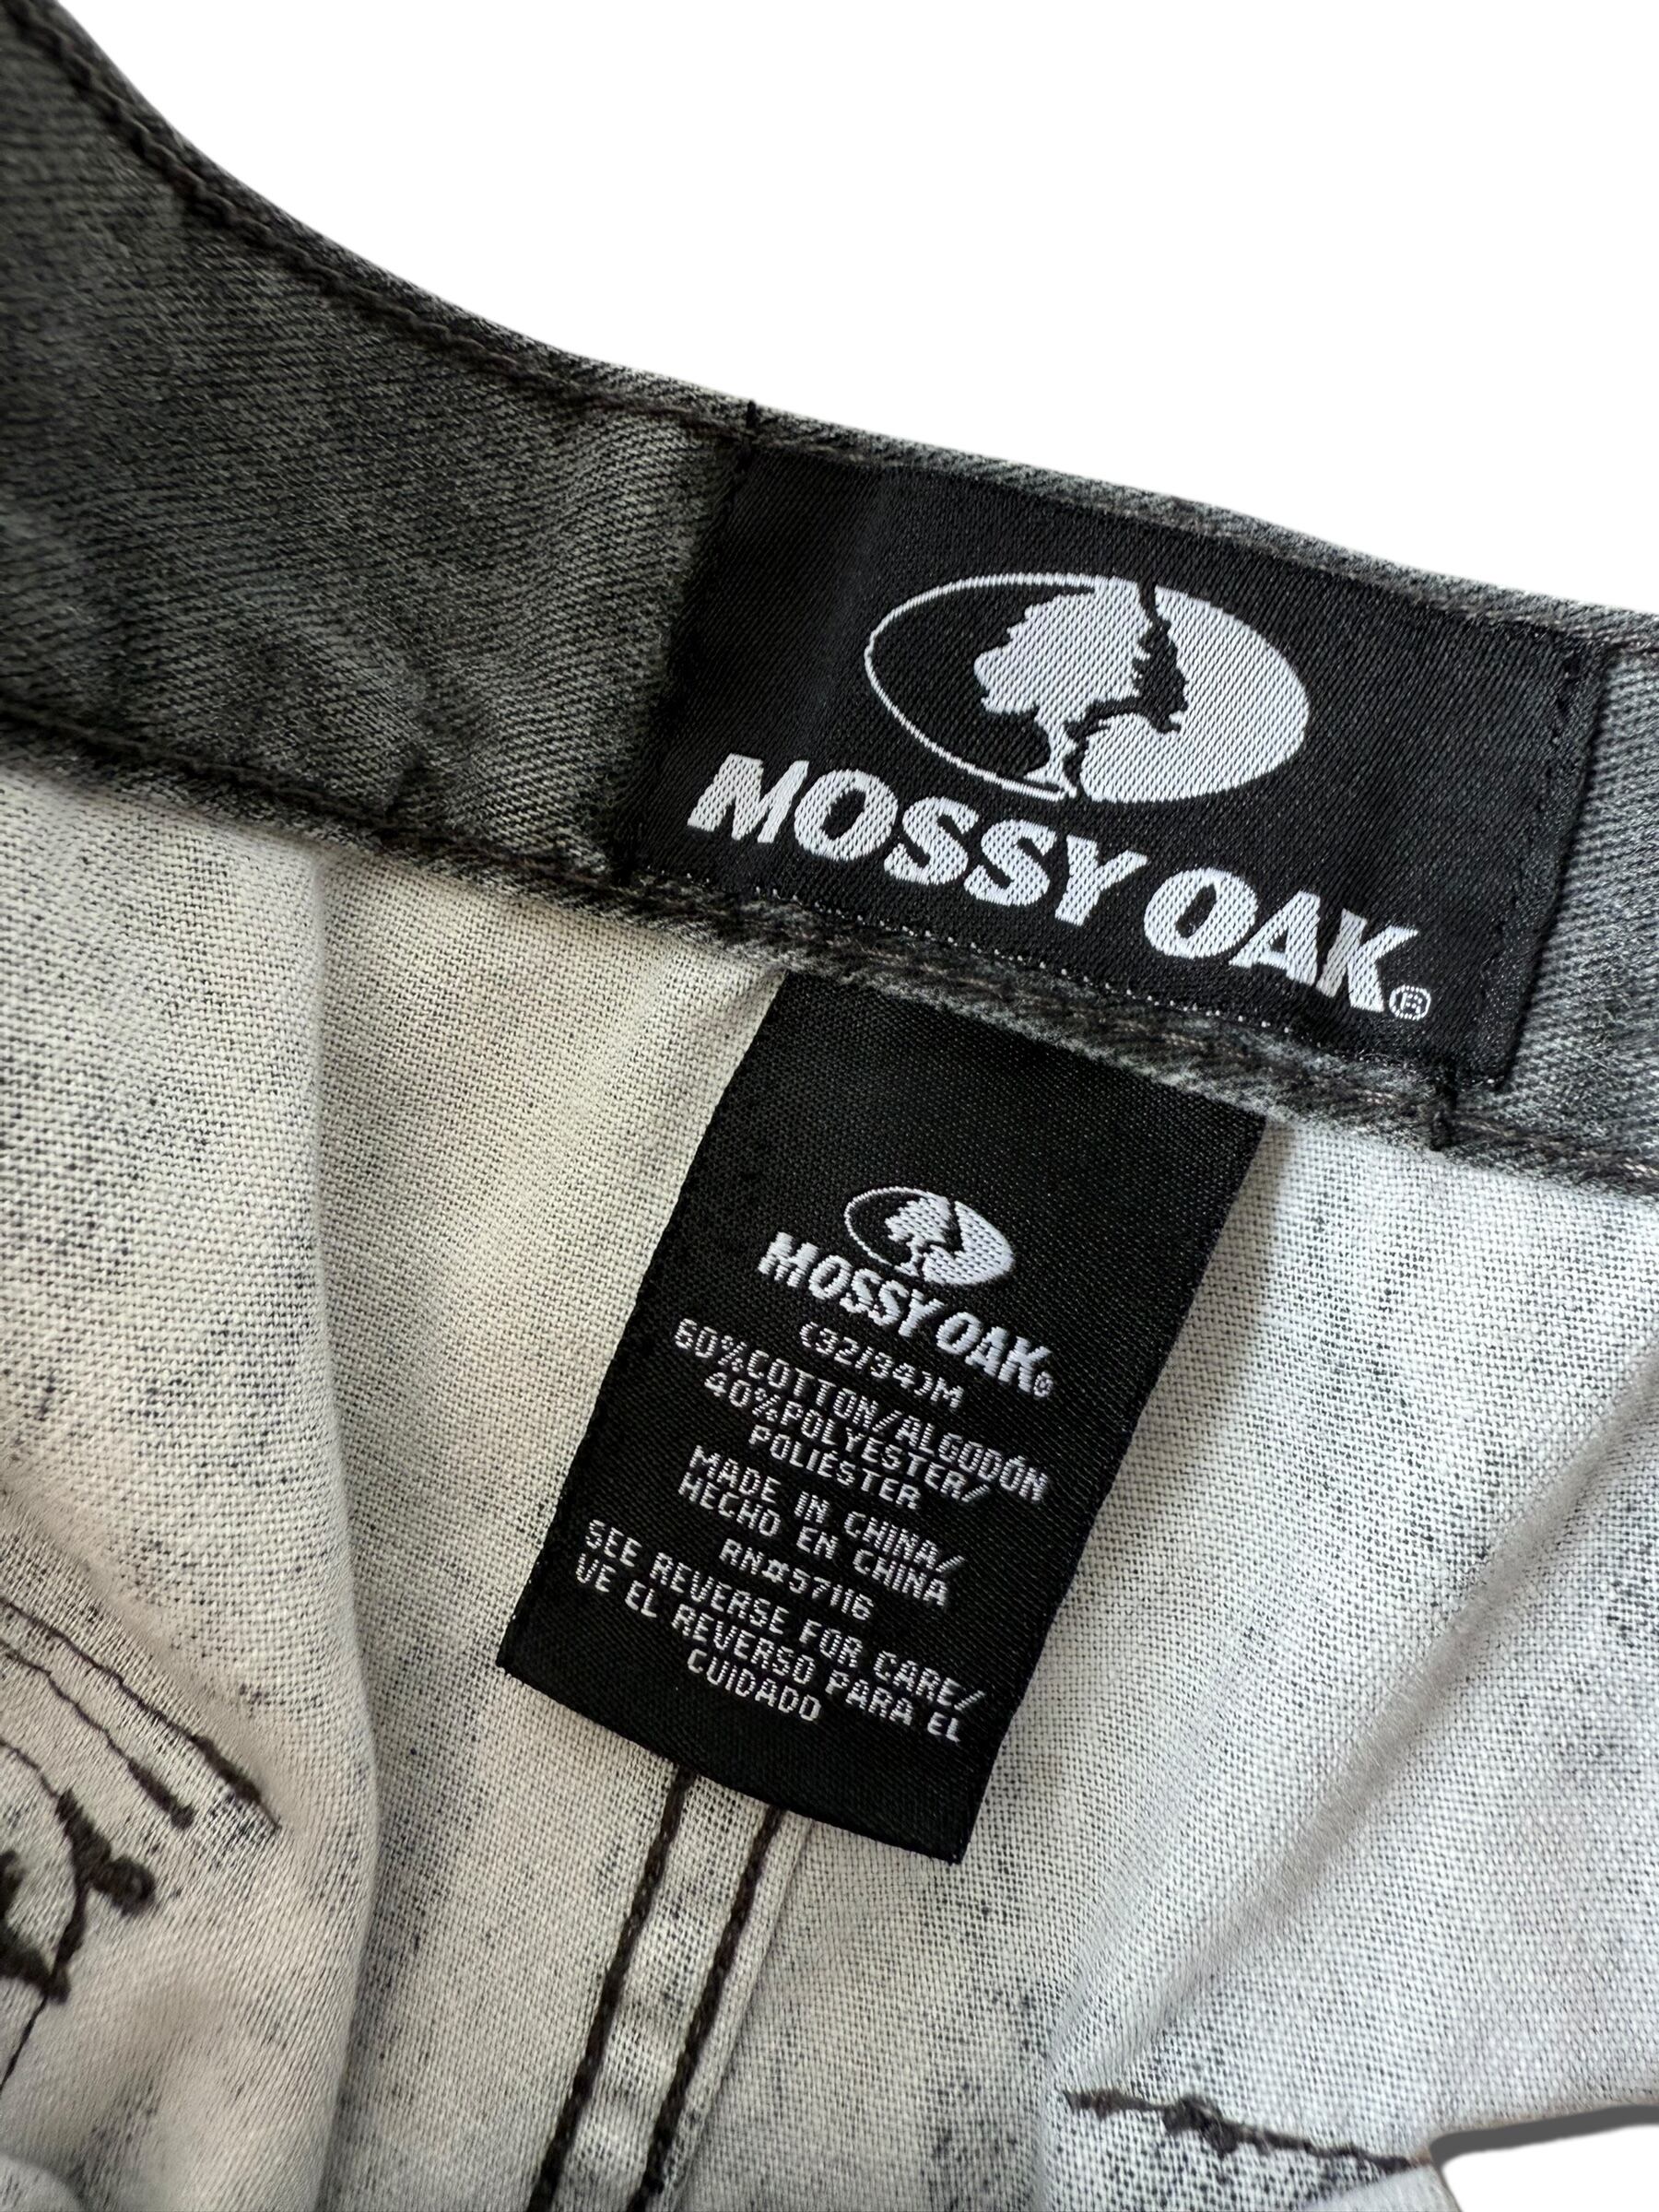 MOSSY OAK®
MOSSY OAK®
(32/34)M
60%COTTON/ALGODÓN
40%POLYESTER/
POLIÉSTER
MADE IN CHINA/
HECHO EN CHINA
RN#57116
SEE REVERSE FOR CARE/
VE EL REVERSO PARA EL
CUIDADO